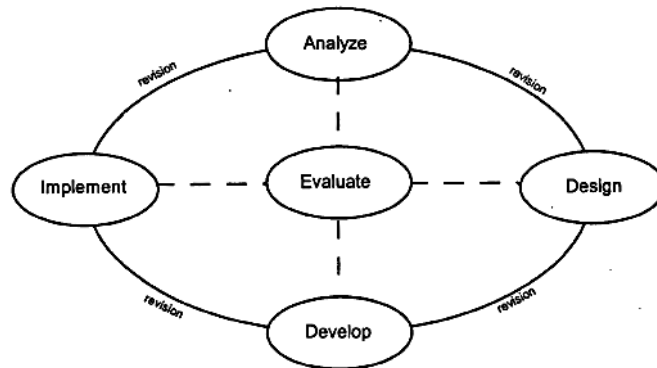 Analyze
revision
revision
Implement
Evaluate
Design
revision
revision
Develop